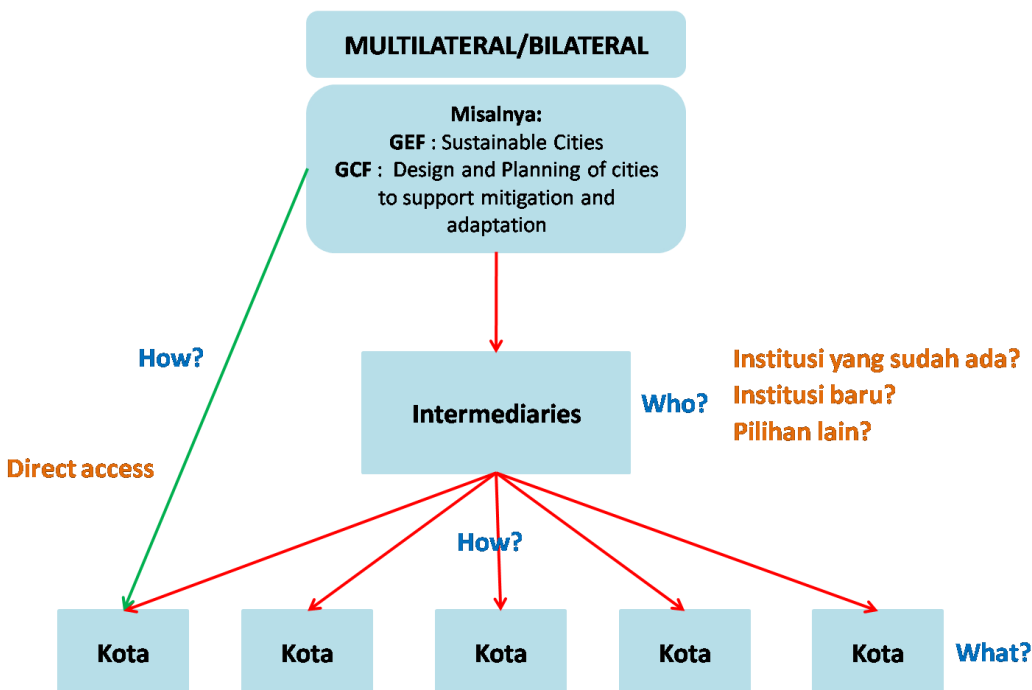 MULTILATERAL/BILATERAL
Misalnya:
GEF : Sustainable Cities
GCF : Design and Planning of cities
to support mitigation and
adaptation
How?
Direct access
Intermediaries
Who?
Institusi yang sudah ada?
Institusi baru?
Pilihan lain?
How?
Kota
Kota
Kota
Kota
Kota
What?